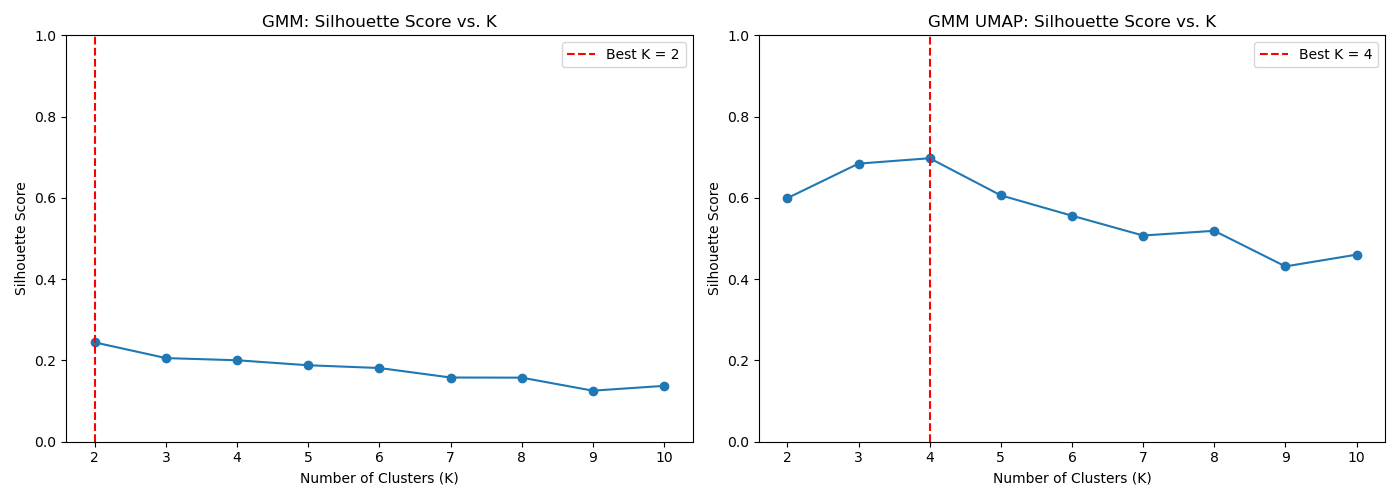 GMM: Silhouette Score vs. K
Best K = 2
1.0
0.8
0.6
0.4
0.2
0.0
Silhouette Score
2 3 4 5 6 7 8 9 10
Number of Clusters (K)
GMM UMAP: Silhouette Score vs. K
Best K = 4
1.0
0.8
0.6
0.4
0.2
0.0
Silhouette Score
2 3 4 5 6 7 8 9 10
Number of Clusters (K)